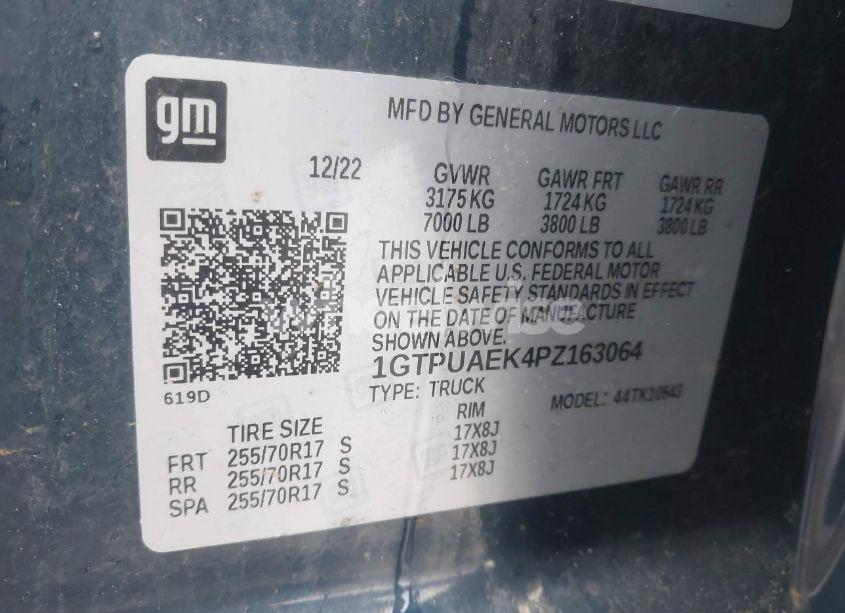 gm
MFD BY GENERAL MOTORS LLC
12/22
GVWR GAWR FRT GAWR RR
3175 KG 1724 KG 1724 KG
7000 LB 3800 LB 3800 LB
THIS VEHICLE CONFORMS TO ALL
APPLICABLE U.S. FEDERAL MOTOR
VEHICLE SAFETY STANDARDS IN EFFECT
ON THE DATE OF MANUFACTURE
SHOWN ABOVE.
1GTPUAEK4PZ163064
619D
TYPE: TRUCK
MODEL: 44TK10543
TIRE SIZE RIM
FRT 255/70R17 S 17X8J
RR 255/70R17 S 17X8J
SPA 255/70R17 S 17X8J